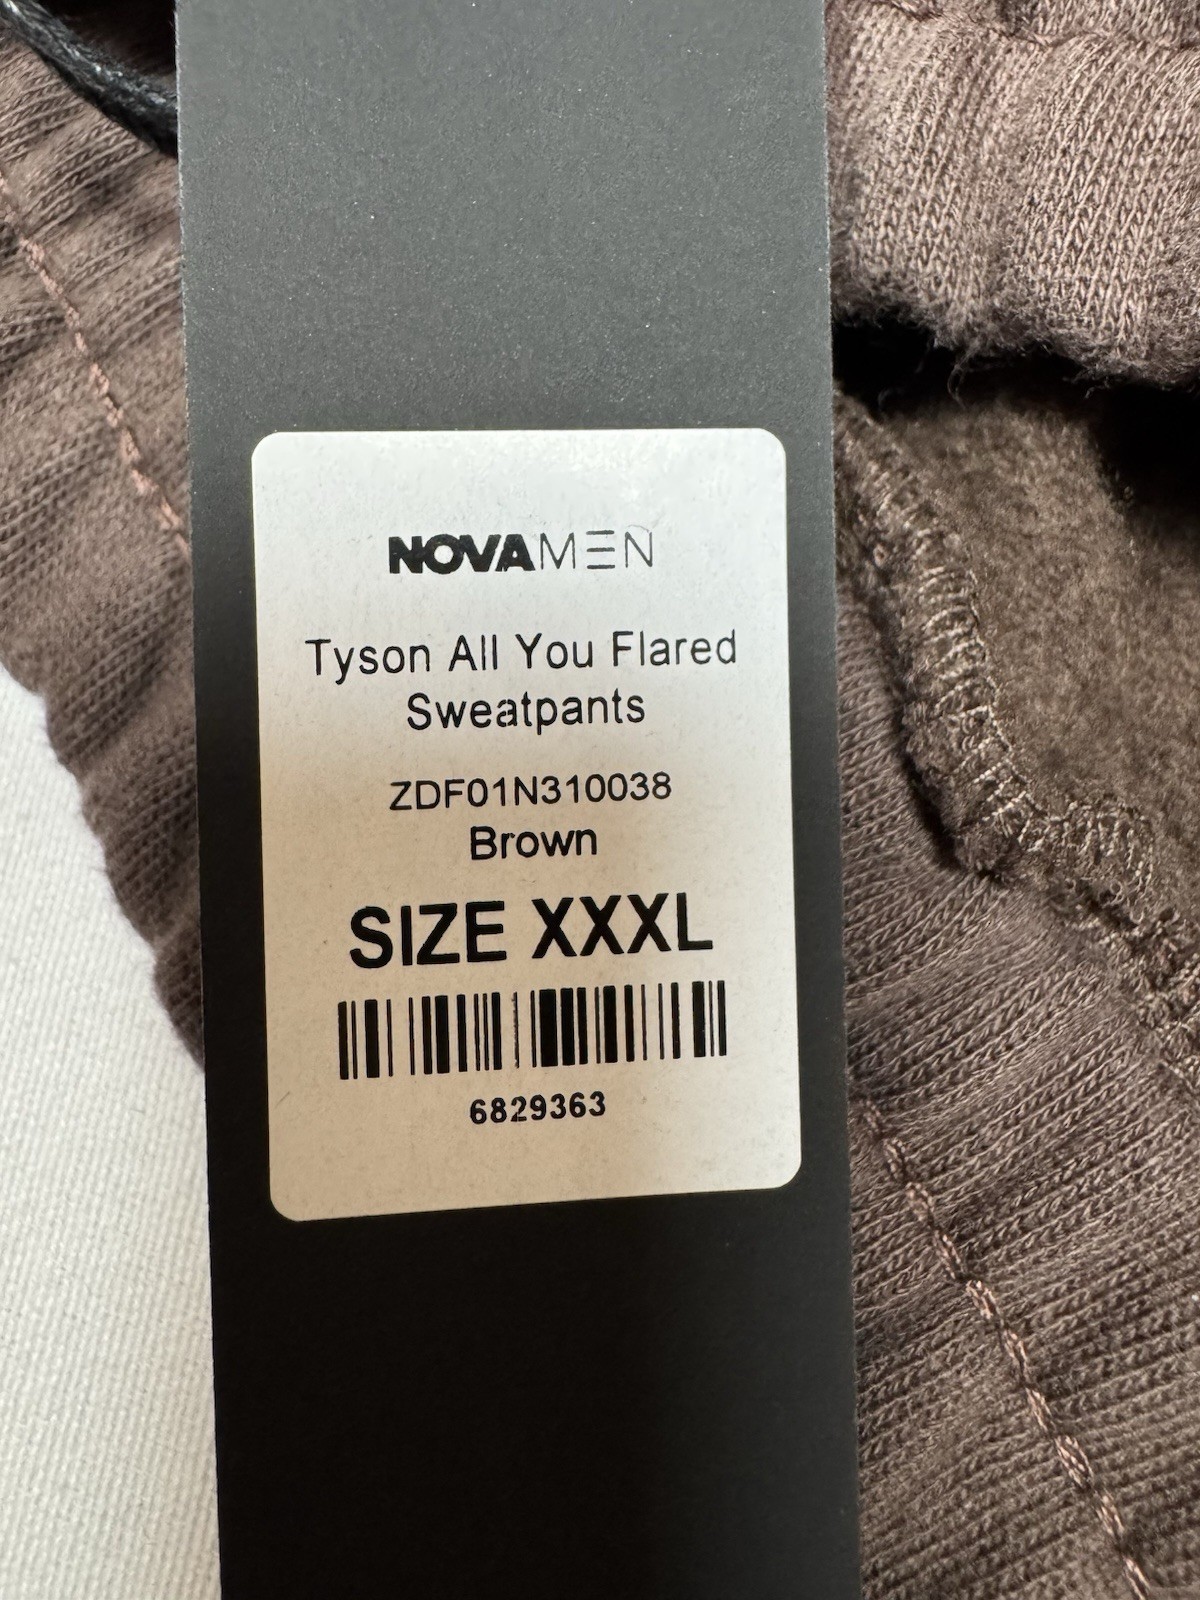 NOVAMEN
Tyson All You Flared
Sweatpants
ZDF01N310038
Brown
SIZE XXXL
6829363